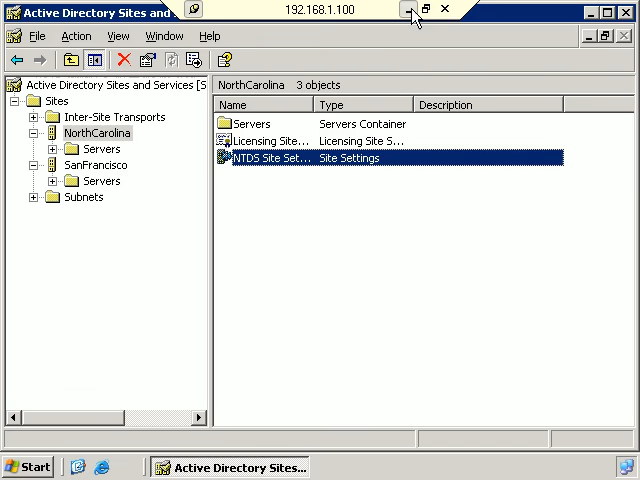 Active Directory Sites and S
192.168.1.100
File Action View Window Help
Active Directory Sites and Services [S
Sites
Inter-Site Transports
NorthCarolina
Servers
SanFrancisco
Servers
Subnets
NorthCarolina 3 objects
Name Type Description
Servers Servers Container
Licensing Site... Licensing Site S...
NTDS Site Set... Site Settings
Start
Active Directory Sites...